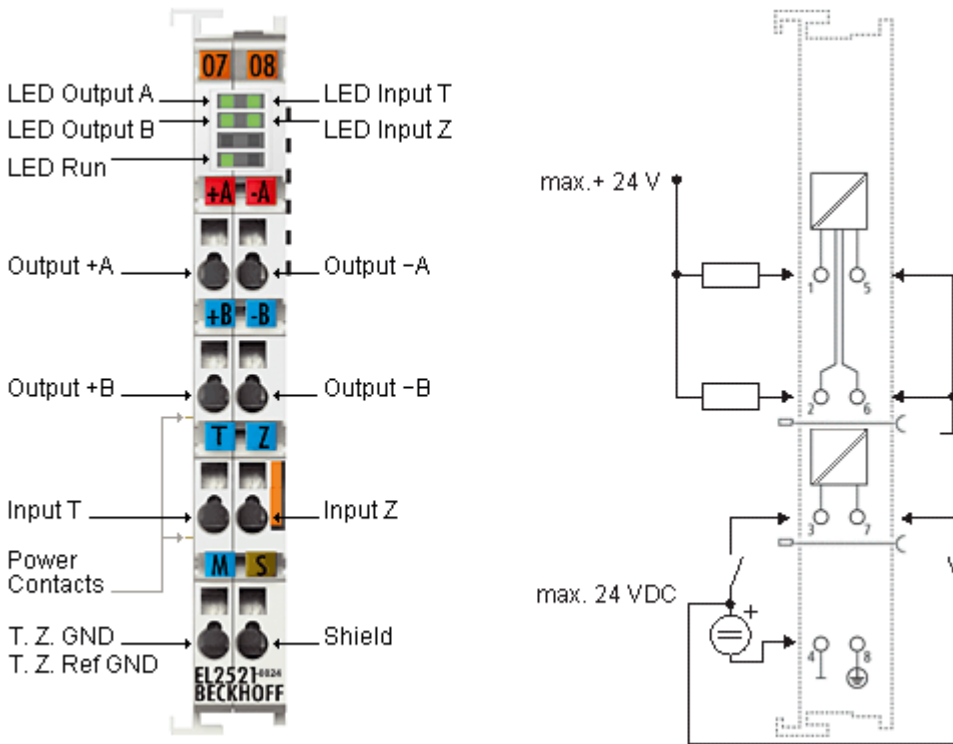 07 08
LED Output A
LED Input T
LED Output B
LED Input Z
LED Run
+A -A
Output +A
Output -A
+B -B
Output +B
Output -B
T Z
Input T
Input Z
Power
Contacts
M S
T. Z. GND
T. Z. Ref GND
Shield
EL2521-0024
BECKHOFF
max.+ 24 V
1
5
2
6
3
7
max. 24 VDC
+
4
8